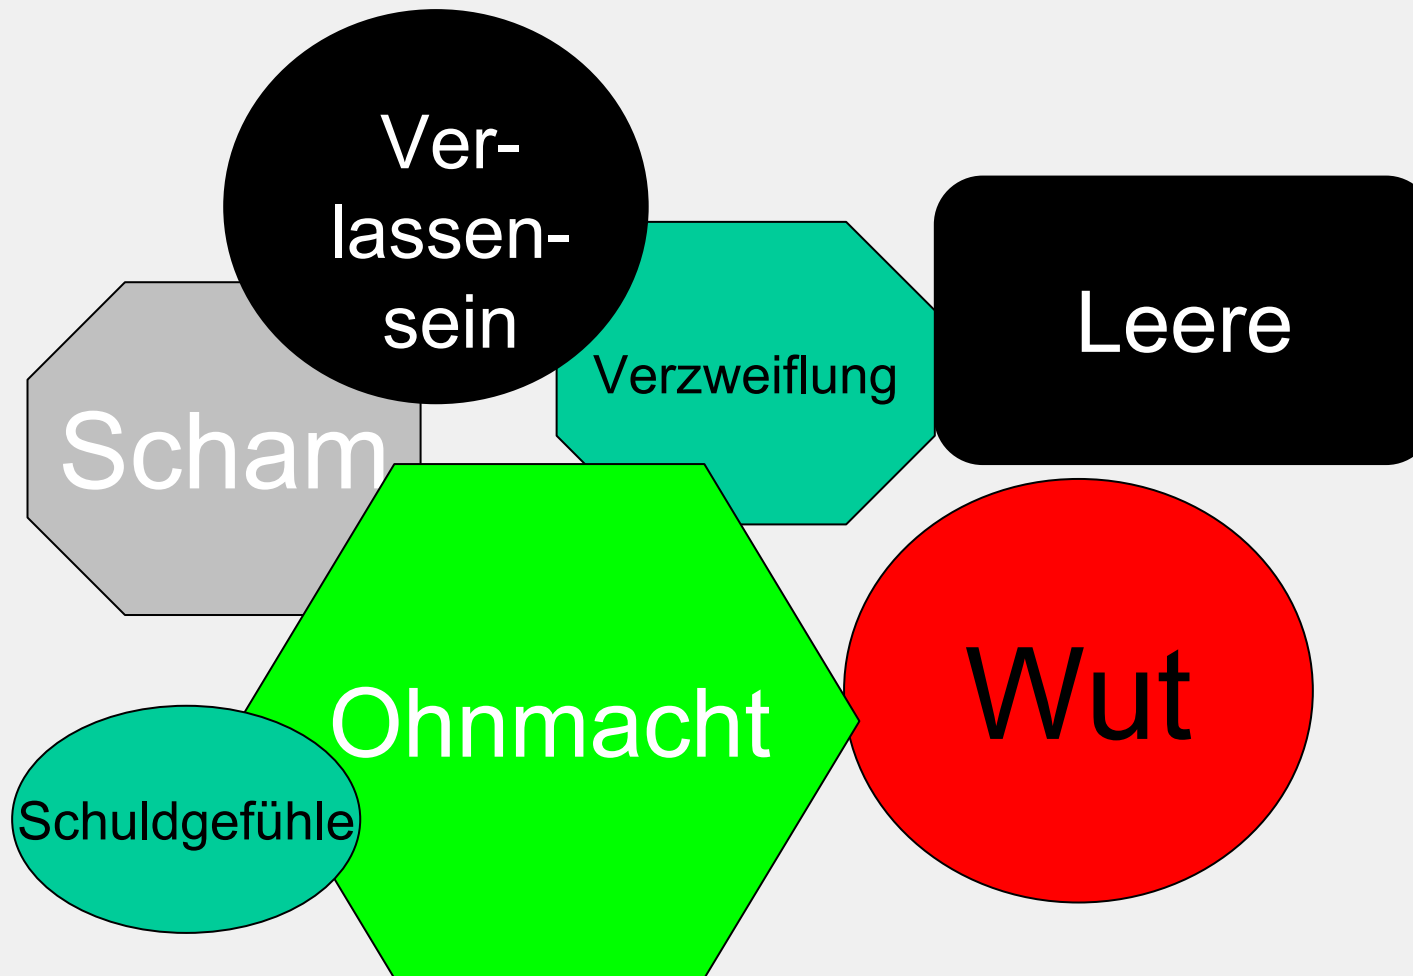 Ver-
lassen-
sein
Leere
Verzweiflung
Scham
Ohnmacht
Wut
Schuldgefühle